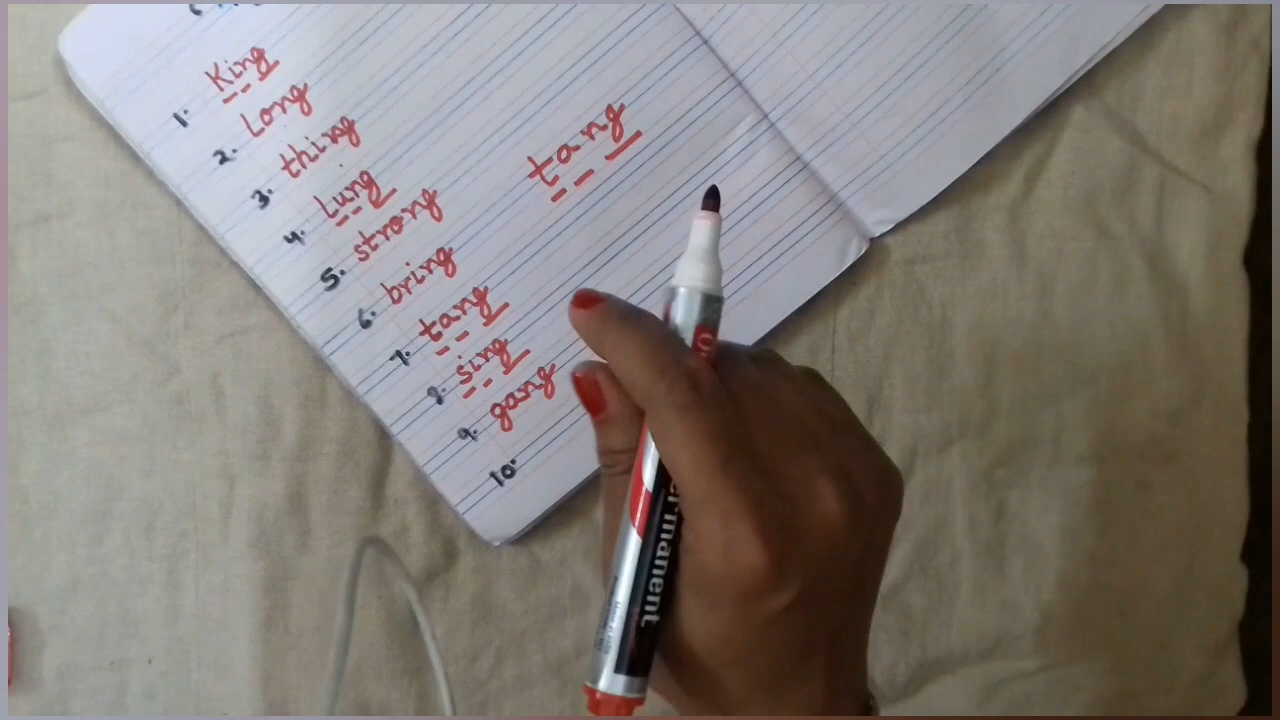 1. King
2. Long
3. thing
4. Lung
5. strong
6. bring
7. tang
8. sing
9. gang
10.
tang
ermanent